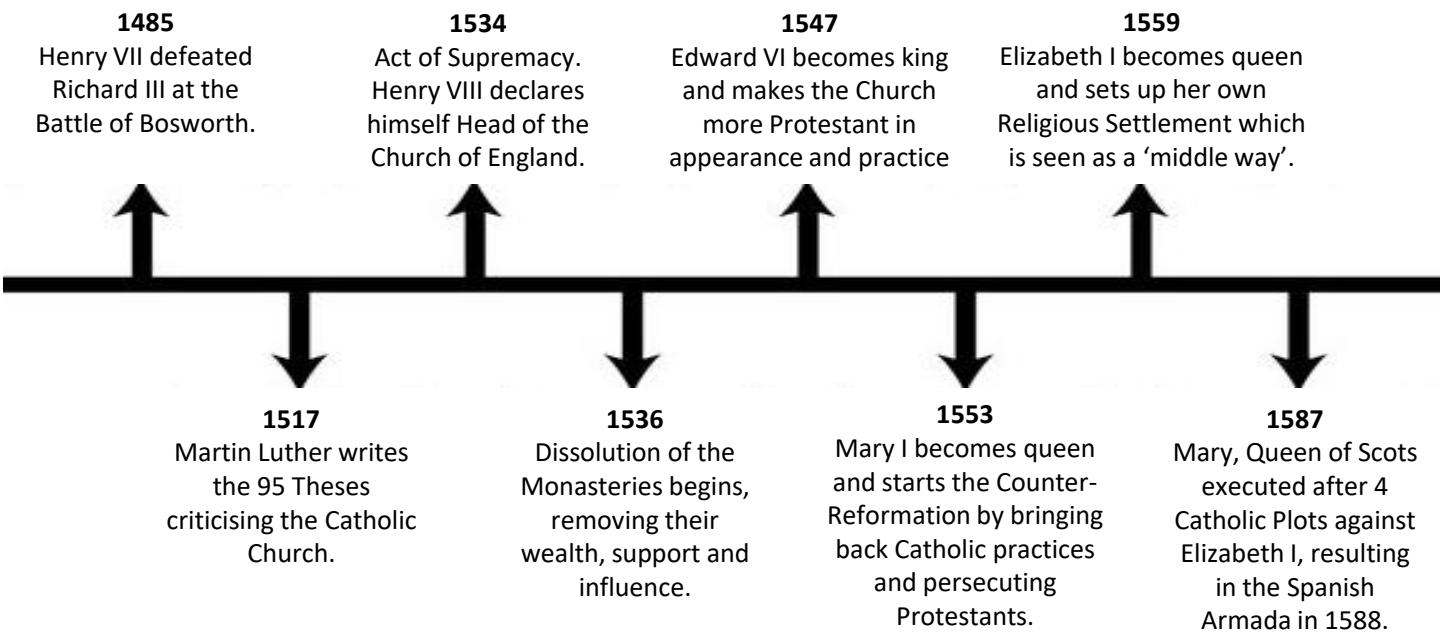 1485
Henry VII defeated
Richard III at the
Battle of Bosworth.
1534
Act of Supremacy.
Henry VIII declares
himself Head of the
Church of England.
1547
Edward VI becomes king
and makes the Church
more Protestant in
appearance and practice
1559
Elizabeth I becomes queen
and sets up her own
Religious Settlement which
is seen as a ‘middle way’.
1517
Martin Luther writes
the 95 Theses
criticising the Catholic
Church.
1536
Dissolution of the
Monasteries begins,
removing their
wealth, support and
influence.
1553
Mary I becomes queen
and starts the Counter-
Reformation by bringing
back Catholic practices
and persecuting
Protestants.
1587
Mary, Queen of Scots
executed after 4
Catholic Plots against
Elizabeth I, resulting
in the Spanish
Armada in 1588.